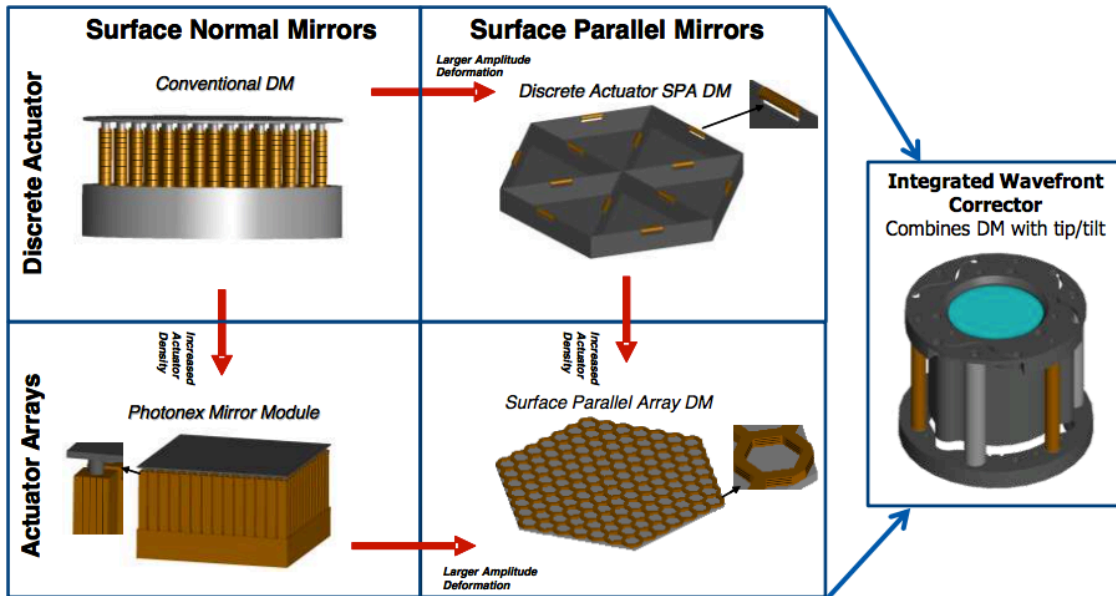 Surface Normal Mirrors
Surface Parallel Mirrors
Discrete Actuator
Conventional DM
Larger Amplitude
Deformation
Discrete Actuator SPA DM
Integrated Wavefront
Corrector
Combines DM with tip/tilt
Increased
Actuator
Density
Increased
Actuator
Density
Actuator Arrays
Photonex Mirror Module
Surface Parallel Array DM
Larger Amplitude
Deformation